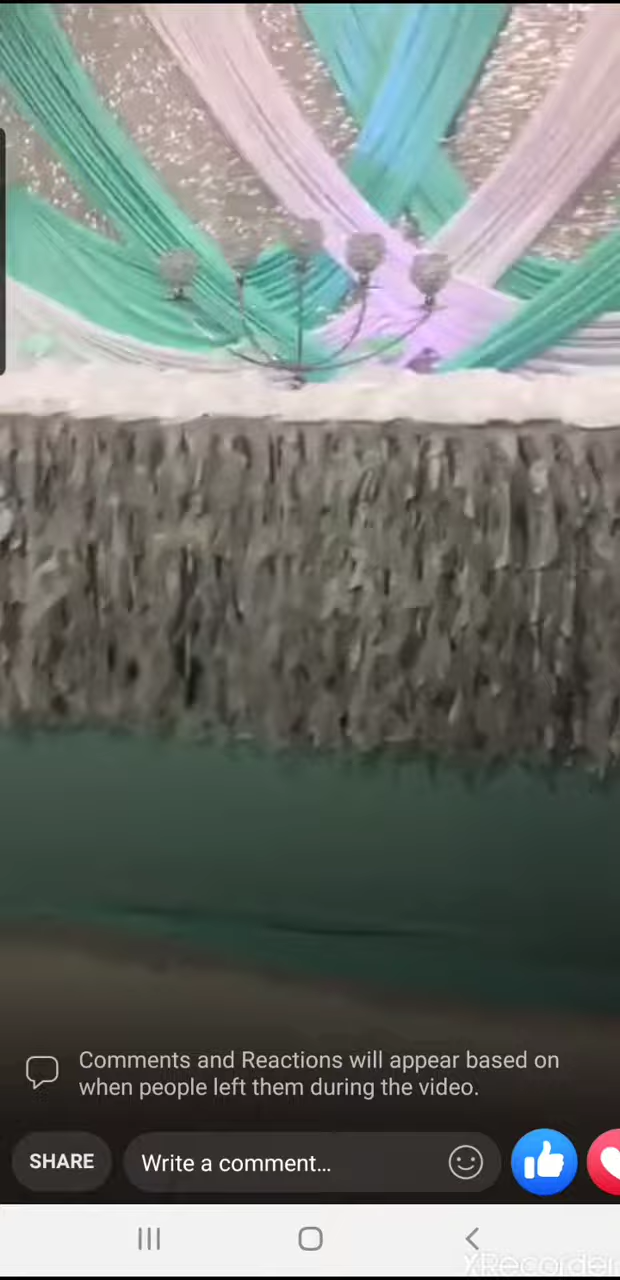 Comments and Reactions will appear based on
when people left them during the video.
SHARE
Write a comment...
XRecorder